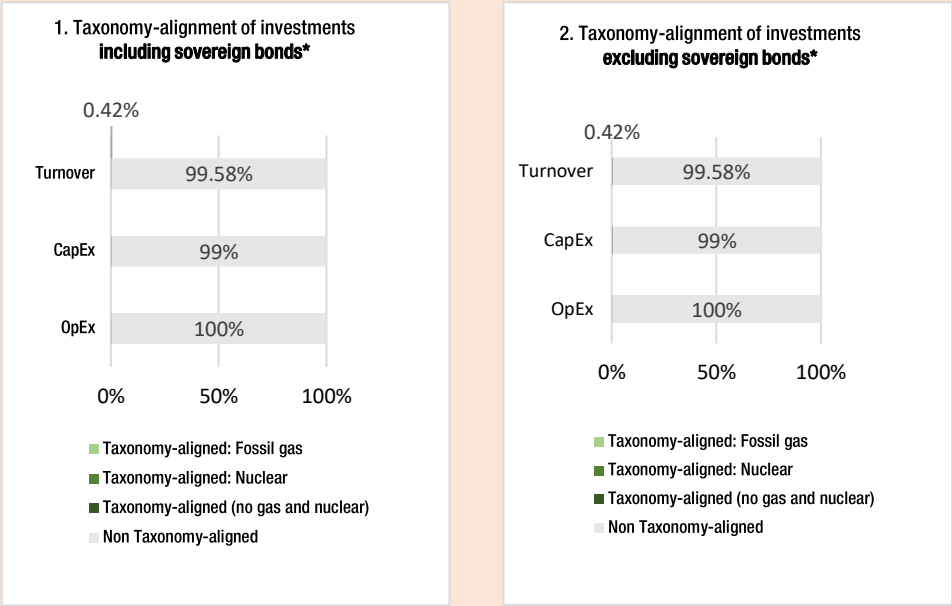 1. Taxonomy-alignment of investments
including sovereign bonds*
0.42%
Turnover
99.58%
CapEx
99%
OpEx
100%
0%
50%
100%
Taxonomy-aligned: Fossil gas
Taxonomy-aligned: Nuclear
Taxonomy-aligned (no gas and nuclear)
Non Taxonomy-aligned
2. Taxonomy-alignment of investments
excluding sovereign bonds*
0.42%
Turnover
99.58%
CapEx
99%
OpEx
100%
0%
50%
100%
Taxonomy-aligned: Fossil gas
Taxonomy-aligned: Nuclear
Taxonomy-aligned (no gas and nuclear)
Non Taxonomy-aligned